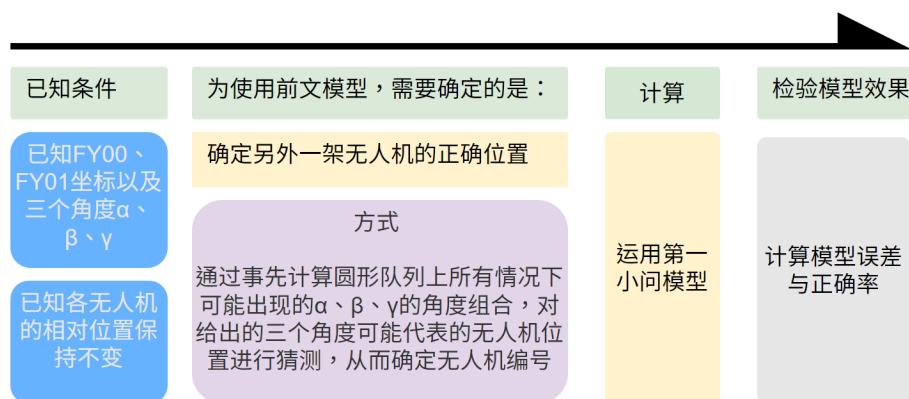 已知条件
为使用前文模型，需要确定的是：
计算
检验模型效果
已知FY00、
FY01坐标以及
三个角度α、
β、γ
已知各无人机
的相对位置保
持不变
确定另外一架无人机的正确位置
方式
通过事先计算圆形队列上所有情况下
可能出现的α、β、γ的角度组合，对
给出的三个角度可能代表的无人机位
置进行猜测，从而确定无人机编号
运用第一
小问模型
计算模型误差
与正确率